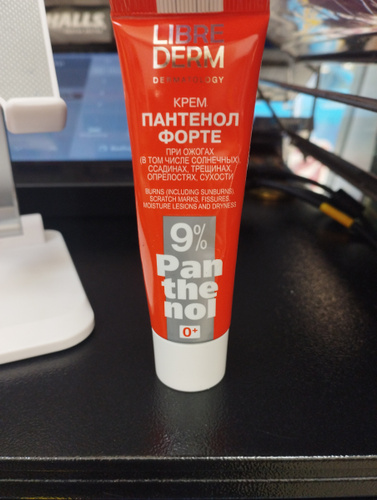 HALLS
LIBRE
DERM
DERMATOLOGY
КРЕМ
ПАНТЕНОЛ
ФОРТЕ
ПРИ ОЖОГАХ
(В ТОМ ЧИСЛЕ СОЛНЕЧНЫХ),
ССАДИНАХ, ТРЕЩИНАХ,
ОПРЕЛОСТЯХ, СУХОСТИ
BURNS (INCLUDING SUNBURNS),
SCRATCH MARKS, FISSURES,
MOISTURE LESIONS AND DRYNESS
9%
Pan
the
nol
0+